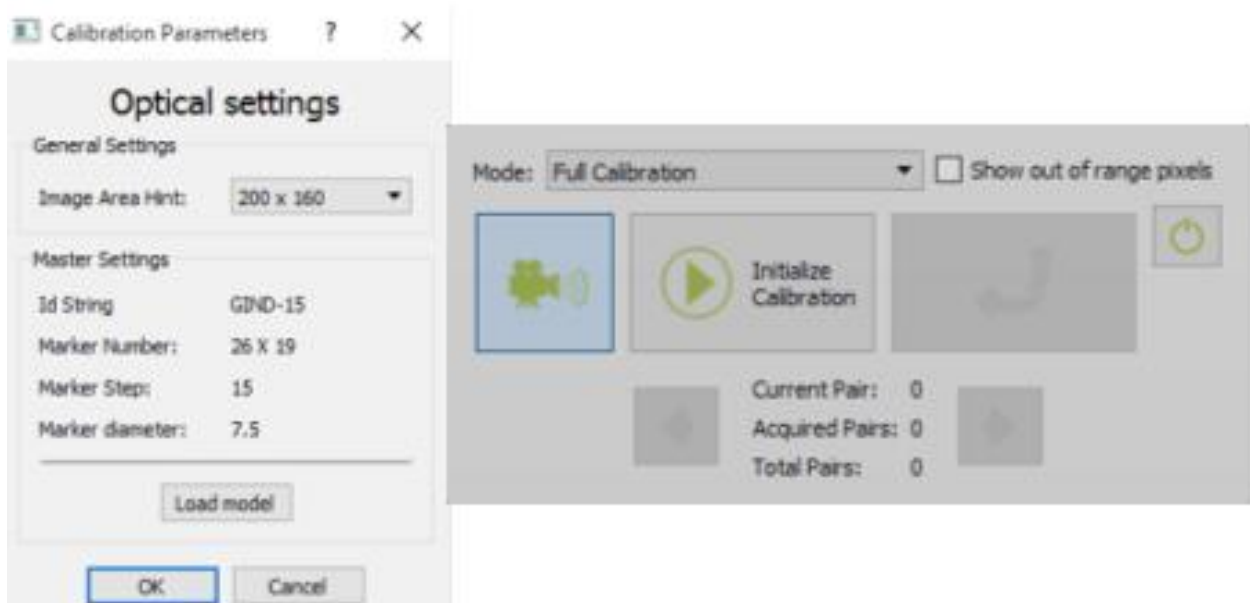 Calibration Parameters ?
Optical settings
General Settings
Image Area Hint: 200 x 160
Master Settings
Id String GIND-15
Marker Number: 26 X 19
Marker Step: 15
Marker diameter: 7.5
Load model
OK Cancel
Mode: Full Calibration Show out of range pixels
Initialize
Calibration
Current Pair: 0
Acquired Pairs: 0
Total Pairs: 0